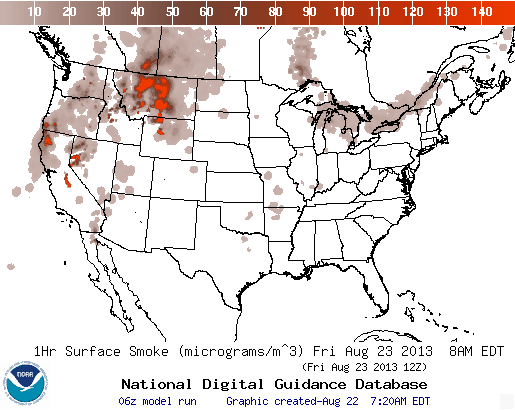 10 20 30 40 50 60 70 80 90 100 110 120 130 140
1Hr Surface Smoke (micrograms/m^3) Fri Aug 23 2013 8AM EDT
(Fri Aug 23 2013 12Z)
NOAA
National Digital Guidance Database
06z model run Graphic created-Aug 22 7:20AM EDT